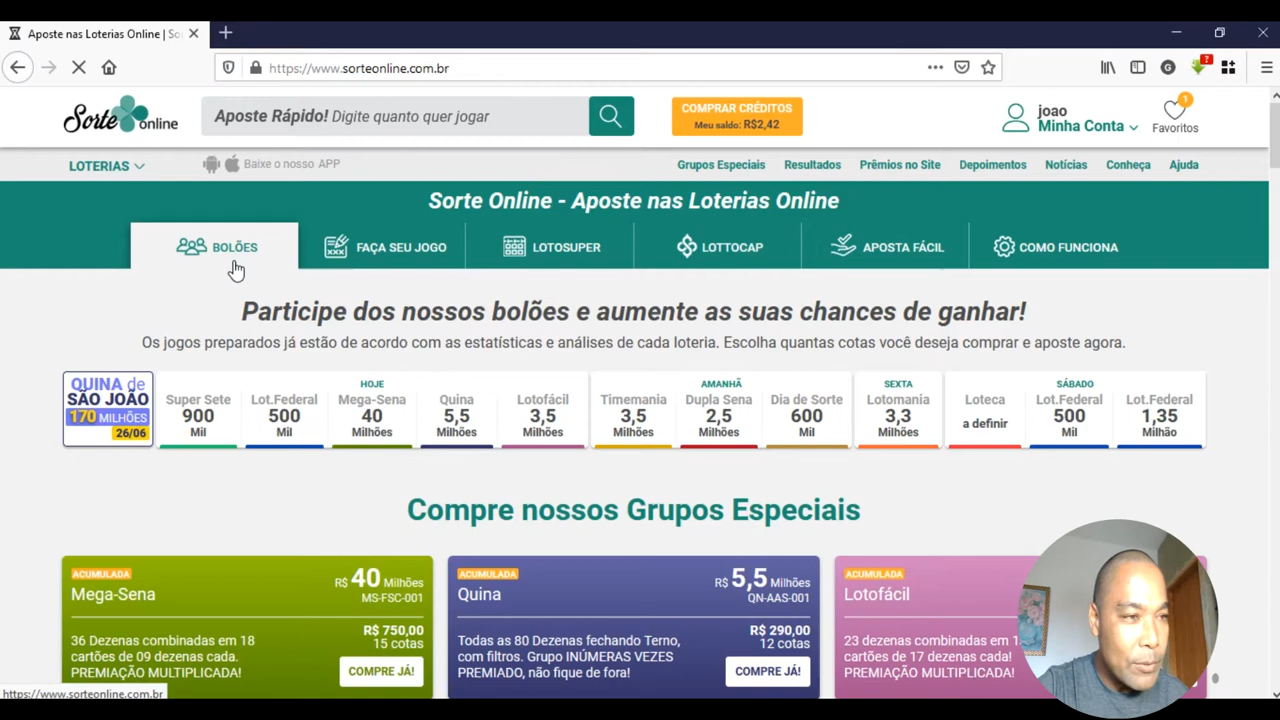 Aposte nas Loterias Online | So
https://www.sorteonline.com.br
Sorte online
Aposte Rápido! Digite quanto quer jogar
COMPRAR CRÉDITOS
Meu saldo: R$2,42
joao
Minha Conta
1
Favoritos
LOTERIAS
Baixe o nosso APP
Grupos Especiais
Resultados
Prêmios no Site
Depoimentos
Notícias
Conheça
Ajuda
Sorte Online - Aposte nas Loterias Online
BOLÕES
FAÇA SEU JOGO
LOTOSUPER
LOTTOCAP
APOSTA FÁCIL
COMO FUNCIONA
Participe dos nossos bolões e aumente as suas chances de ganhar!
Os jogos preparados já estão de acordo com as estatísticas e análises de cada loteria. Escolha quantas cotas você deseja comprar e aposte agora.
QUINA de
SÃO JOÃO
170 MILHÕES
26/06
HOJE
Super Sete
900
Mil
Lot.Federal
500
Mil
Mega-Sena
40
Milhões
Quina
5,5
Milhões
Lotofácil
3,5
Milhões
AMANHÃ
Timemania
3,5
Milhões
Dupla Sena
2,5
Milhões
Dia de Sorte
600
Mil
SEXTA
Lotomania
3,3
Milhões
SÁBADO
Loteca
a definir
Lot.Federal
500
Mil
Lot.Federal
1,35
Milhão
Compre nossos Grupos Especiais
ACUMULADA
Mega-Sena
R$ 40 Milhões
MS-FSC-001
36 Dezenas combinadas em 18
cartões de 09 dezenas cada.
PREMIAÇÃO MULTIPLICADA!
R$ 750,00
15 cotas
COMPRE JÁ!
ACUMULADA
Quina
R$ 5,5 Milhões
QN-AAS-001
Todas as 80 Dezenas fechando Terno,
com filtros. Grupo INÚMERAS VEZES
PREMIADO, não fique de fora!
R$ 290,00
12 cotas
COMPRE JÁ!
ACUMULADA
Lotofácil
23 dezenas combinadas em
cartões de 17 dezenas cada!
PREMIAÇÃO MULTIPLICADA!
https://www.sorteonline.com.br